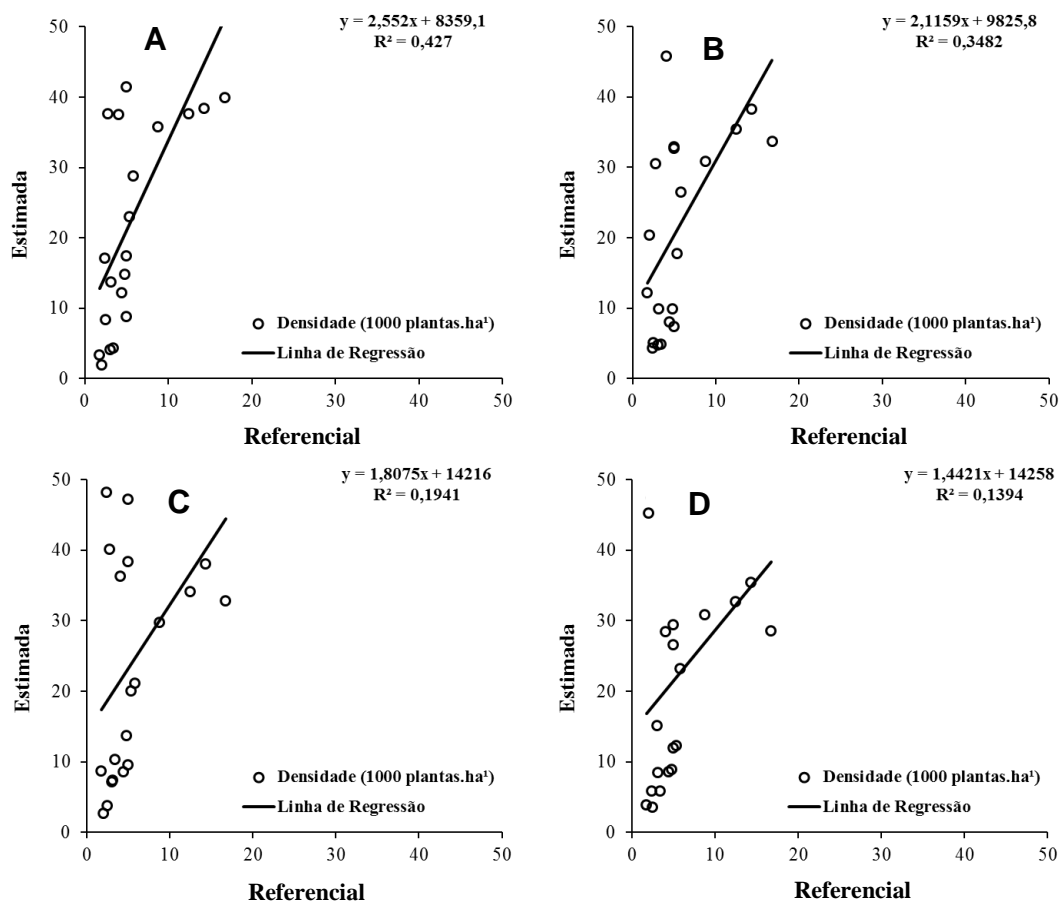 y = 2,552x + 8359,1
R² = 0,427
A
50
40
30
20
10
0
Estimada
Densidade (1000 plantas.ha¹)
Linha de Regressão
0 10 20 30 40 50
Referencial
y = 2,1159x + 9825,8
R² = 0,3482
B
50
40
30
20
10
0
Estimada
Densidade (1000 plantas.ha¹)
Linha de Regressão
0 10 20 30 40 50
Referencial
y = 1,8075x + 14216
R² = 0,1941
C
50
40
30
20
10
0
Estimada
Densidade (1000 plantas.ha¹)
Linha de Regressão
0 10 20 30 40 50
Referencial
y = 1,4421x + 14258
R² = 0,1394
D
50
40
30
20
10
0
Estimada
Densidade (1000 plantas.ha¹)
Linha de Regressão
0 10 20 30 40 50
Referencial